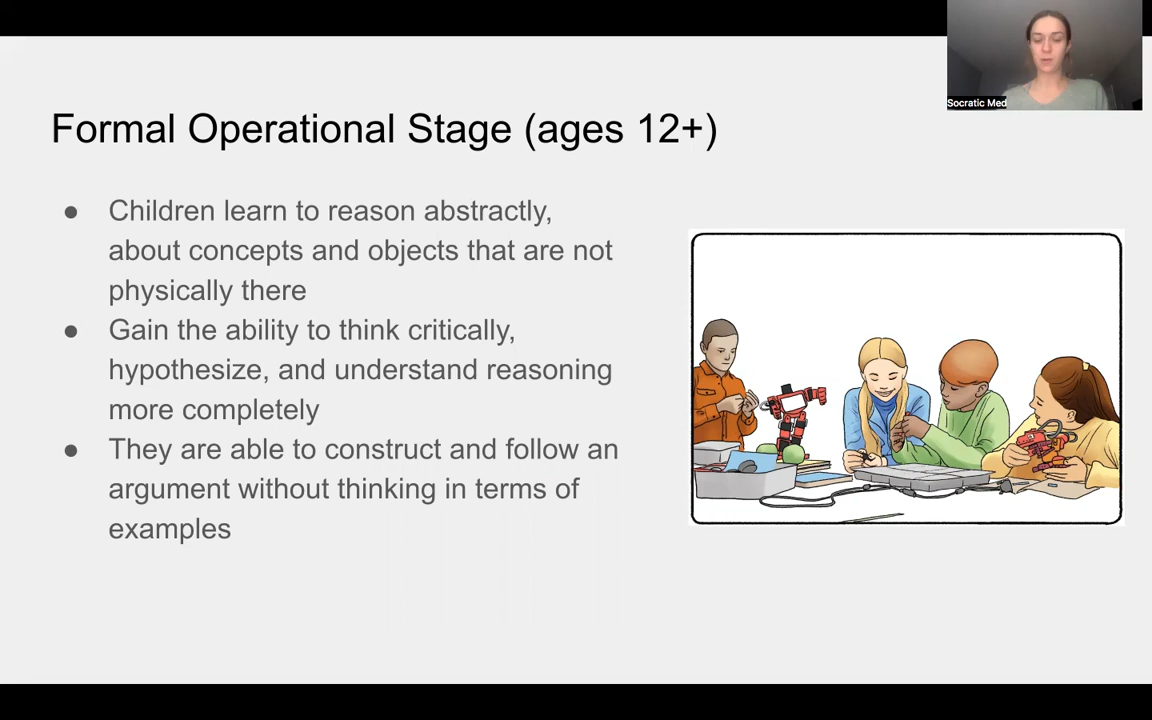 Socratic Med
Formal Operational Stage (ages 12+)
● Children learn to reason abstractly,
about concepts and objects that are not
physically there
● Gain the ability to think critically,
hypothesize, and understand reasoning
more completely
● They are able to construct and follow an
argument without thinking in terms of
examples